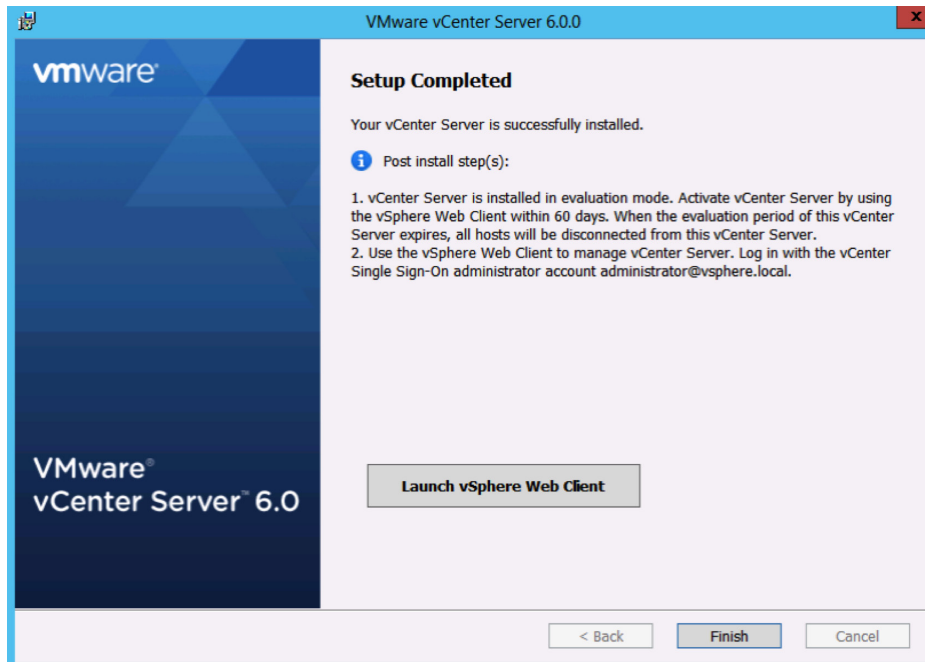 VMware vCenter Server 6.0.0
x
vmware®
Setup Completed
Your vCenter Server is successfully installed.
i Post install step(s):
1. vCenter Server is installed in evaluation mode. Activate vCenter Server by using
the vSphere Web Client within 60 days. When the evaluation period of this vCenter
Server expires, all hosts will be disconnected from this vCenter Server.
2. Use the vSphere Web Client to manage vCenter Server. Log in with the vCenter
Single Sign-On administrator account administrator@vsphere.local.
VMware®
vCenter Server™ 6.0
Launch vSphere Web Client
< Back Finish Cancel